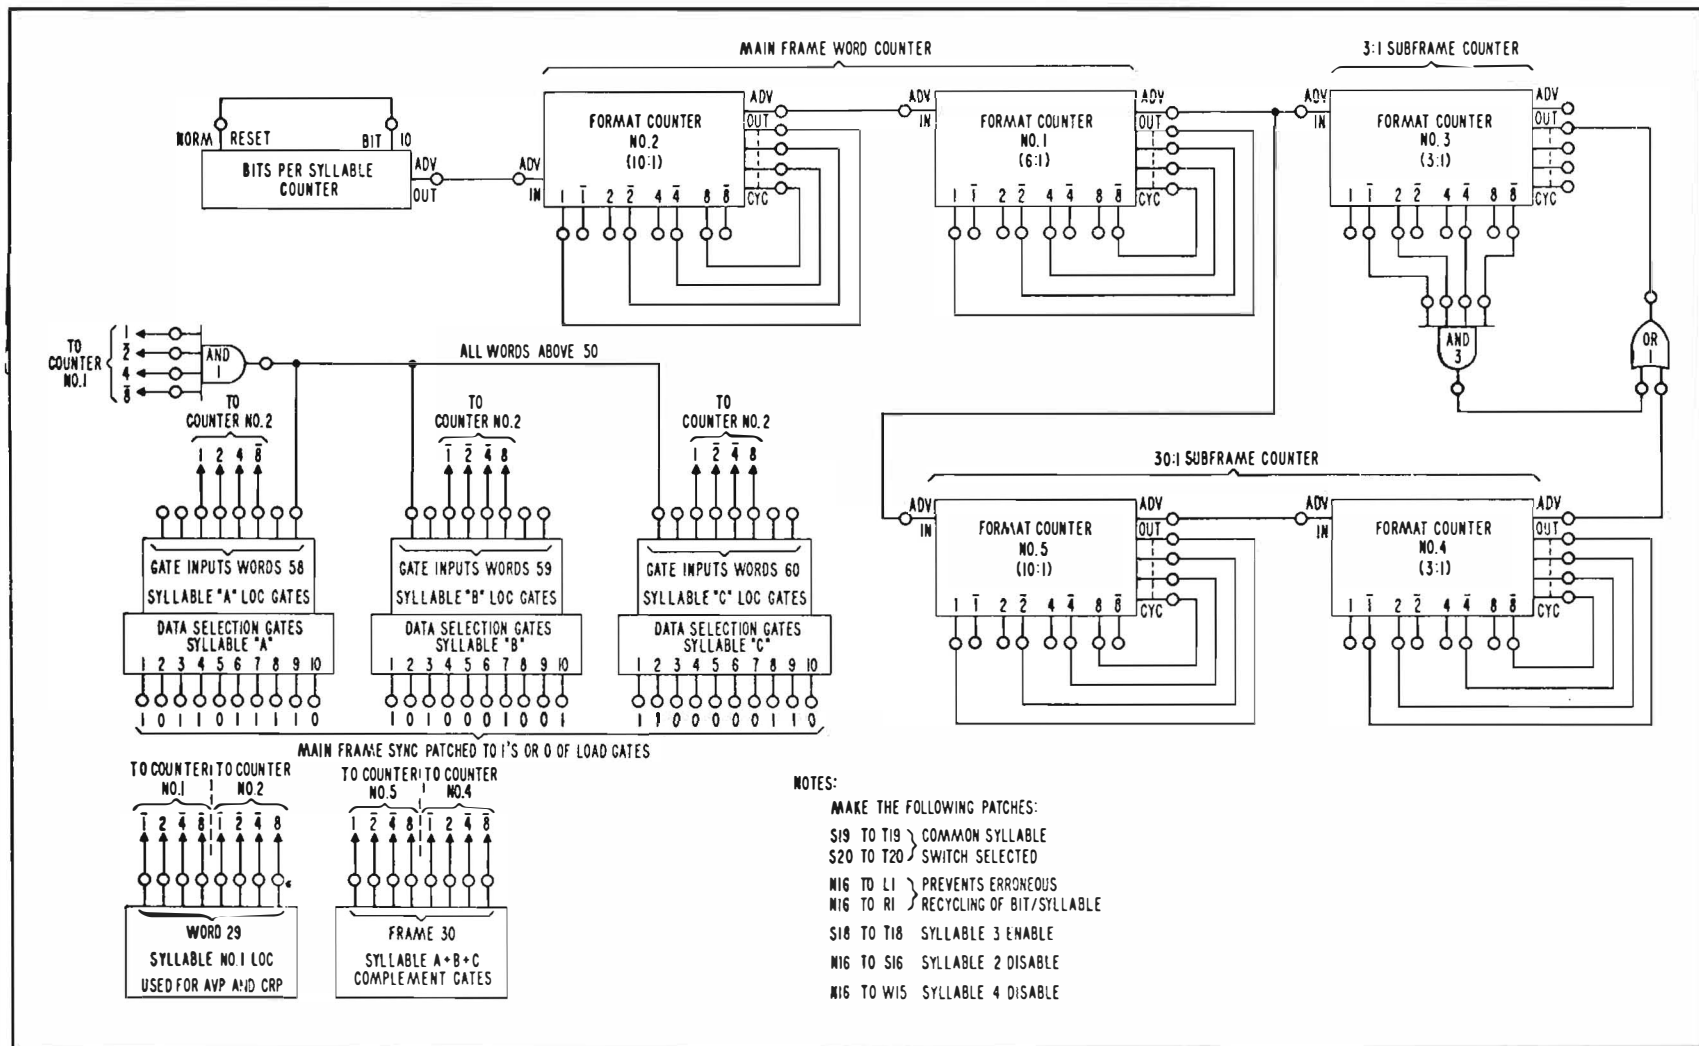 MAIN FRAME WORD COUNTER
3:1 SUBFRAME COUNTER
NORM RESET BIT 10
BITS PER SYLLABLE
COUNTER
ADV
OUT
ADV
IN
FORMAT COUNTER
NO. 2
(10:1)
1 1̅ 2 2̅ 4 4̅ 8 8̅
ADV
OUT
CYC
ADV
IN
FORMAT COUNTER
NO. 1
(6:1)
1 1̅ 2 2̅ 4 4̅ 8 8̅
ADV
OUT
CYC
ADV
IN
FORMAT COUNTER
NO. 3
(3:1)
1 1̅ 2 2̅ 4 4̅ 8 8̅
ADV
OUT
CYC
AND
3
OR
1
TO
COUNTER
NO. 1
1
2̅
4
8̅
AND
1
ALL WORDS ABOVE 50
TO
COUNTER NO. 2
1 2 4 8̅
GATE INPUTS WORDS 58
SYLLABLE "A" LOC GATES
DATA SELECTION GATES
SYLLABLE "A"
1 2 3 4 5 6 7 8 9 10
1 0 1 1 0 1 1 1 1 0
TO
COUNTER NO. 2
1̅ 2̅ 4̅ 8
GATE INPUTS WORDS 59
SYLLABLE "B" LOC GATES
DATA SELECTION GATES
SYLLABLE "B"
1 2 3 4 5 6 7 8 9 10
1 0 1 0 0 0 1 0 0 1
TO
COUNTER NO. 2
1 2̅ 4̅ 8
GATE INPUTS WORDS 60
SYLLABLE "C" LOC GATES
DATA SELECTION GATES
SYLLABLE "C"
1 2 3 4 5 6 7 8 9 10
1 1 0 0 0 0 0 1 1 0
MAIN FRAME SYNC PATCHED TO 1'S OR 0 OF LOAD GATES
30:1 SUBFRAME COUNTER
ADV
IN
FORMAT COUNTER
NO. 5
(10:1)
1 1̅ 2 2̅ 4 4̅ 8 8̅
ADV
OUT
CYC
ADV
IN
FORMAT COUNTER
NO. 4
(3:1)
1 1̅ 2 2̅ 4 4̅ 8 8̅
ADV
OUT
CYC
TO COUNTER NO. 1
TO COUNTER NO. 2
1̅ 2 4̅ 8̅ 1̅ 2̅ 4̅ 8
WORD 29
SYLLABLE NO. 1 LOC
USED FOR AVP AND CRP
TO COUNTER NO. 5
TO COUNTER NO. 4
1 2̅ 4̅ 8 1̅ 2 4̅ 8̅
FRAME 30
SYLLABLE A+B+C
COMPLEMENT GATES
NOTES:
MAKE THE FOLLOWING PATCHES:
S19 TO T19 } COMMON SYLLABLE
S20 TO T20 } SWITCH SELECTED
N16 TO L1 } PREVENTS ERRONEOUS
N16 TO R1 } RECYCLING OF BIT/SYLLABLE
S18 TO T18 SYLLABLE 3 ENABLE
N16 TO S16 SYLLABLE 2 DISABLE
N16 TO W15 SYLLABLE 4 DISABLE